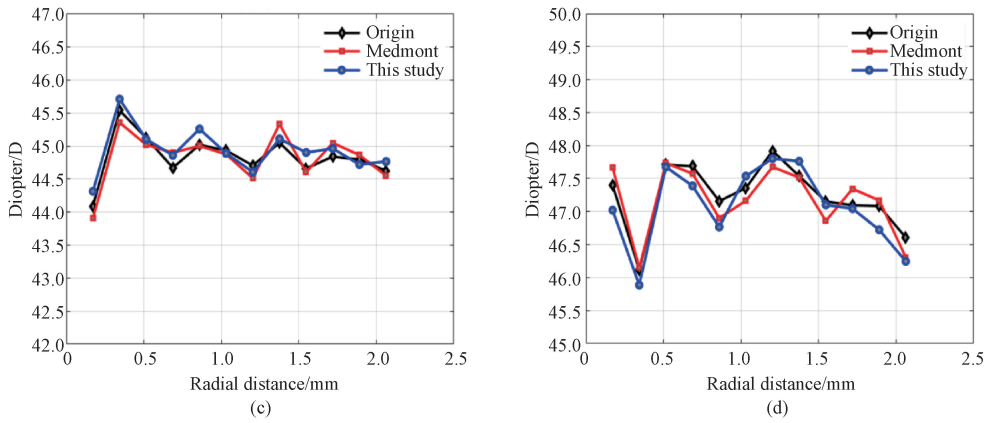 47.0
46.5
46.0
45.5
45.0
44.5
44.0
43.5
43.0
42.5
42.0
Diopter/D
0
0.5
1.0
1.5
2.0
2.5
Radial distance/mm
Origin
Medmont
This study
(c)
50.0
49.5
49.0
48.5
48.0
47.5
47.0
46.5
46.0
45.5
45.0
Diopter/D
0
0.5
1.0
1.5
2.0
2.5
Radial distance/mm
Origin
Medmont
This study
(d)